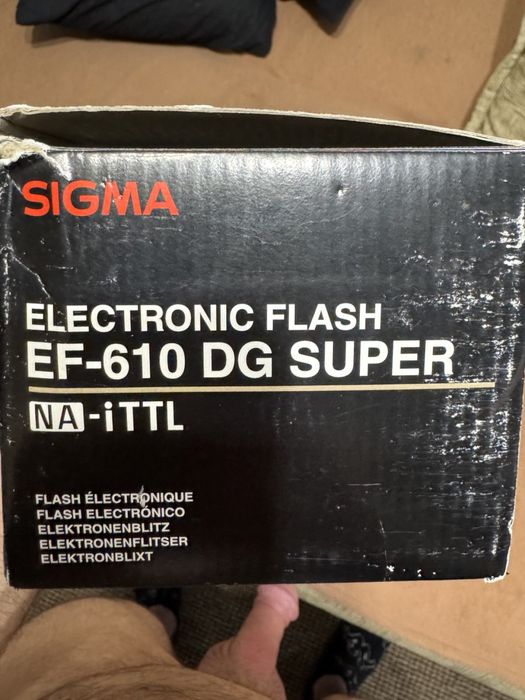 SIGMA
ELECTRONIC FLASH
EF-610 DG SUPER
NA-iTTL
FLASH ÉLECTRONIQUE
FLASH ELECTRÓNICO
ELEKTRONENBLITZ
ELEKTRONENFLITSER
ELEKTRONBLIXT